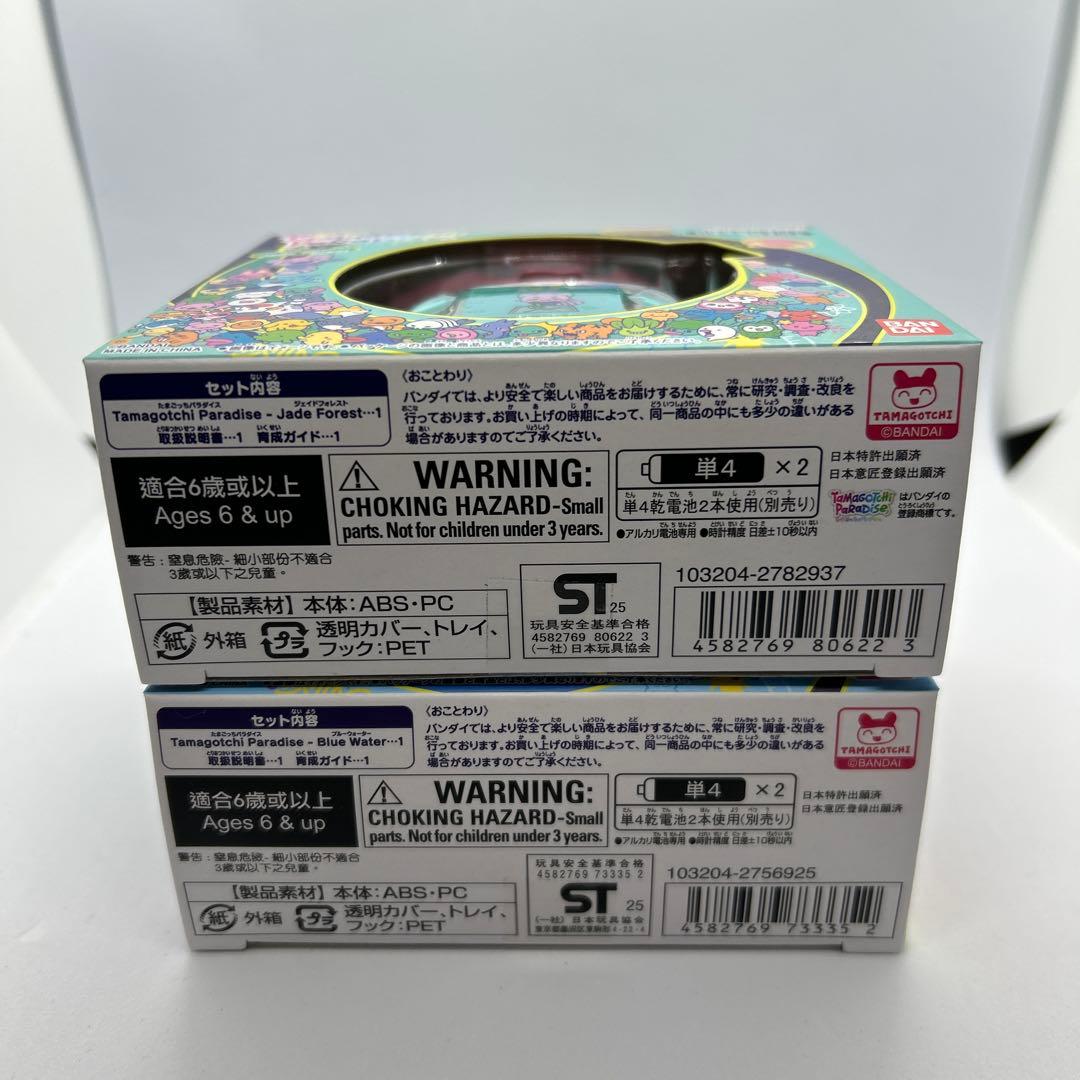 MADE IN CHINA
BAN
DAI
セット内容
Tamagotchi Paradise - Jade Forest…1
取扱説明書…1 育成ガイド…1
〈おことわり〉
バンダイでは、より安全で楽しい商品をお届けするために、常に研究・調査・改良を
行っております。お買い上げの時期によって、同一商品の中にも多少の違いがある
場合がありますのでご了承ください。
TAMAGOTCHI
©BANDAI
適合6歲或以上
Ages 6 & up
WARNING:
CHOKING HAZARD-Small
parts. Not for children under 3 years.
単4 ×2
単4乾電池2本使用(別売り)
●アルカリ電池専用 ●時計精度 日差±10秒以内
日本特許出願済
日本意匠登録出願済
TAMAGOTCHI PARADISE はバンダイの
登録商標です。
警告：窒息危險- 細小部份不適合
3歲或以下之兒童。
【製品素材】本体：ABS・PC
紙 外箱 プラ 透明カバー、トレイ、
フック：PET
ST 25
玩具安全基準合格
4582769 80622 3
(一社)日本玩具協会
103204-2782937
4 582769 80622 3
セット内容
Tamagotchi Paradise - Blue Water…1
取扱説明書…1 育成ガイド…1
〈おことわり〉
バンダイでは、より安全で楽しい商品をお届けするために、常に研究・調査・改良を
行っております。お買い上げの時期によって、同一商品の中にも多少の違いがある
場合がありますのでご了承ください。
TAMAGOTCHI
©BANDAI
適合6歲或以上
Ages 6 & up
WARNING:
CHOKING HAZARD-Small
parts. Not for children under 3 years.
単4 ×2
単4乾電池2本使用(別売り)
●アルカリ電池専用 ●時計精度 日差±10秒以内
日本特許出願済
日本意匠登録出願済
警告：窒息危險- 細小部份不適合
3歲或以下之兒童。
【製品素材】本体：ABS・PC
紙 外箱 プラ 透明カバー、トレイ、
フック：PET
玩具安全基準合格
4582769 73335 2
ST 25
(一社) 日本玩具協会
東京都墨田区東駒形4-22-4
103204-2756925
4 582769 73335 2